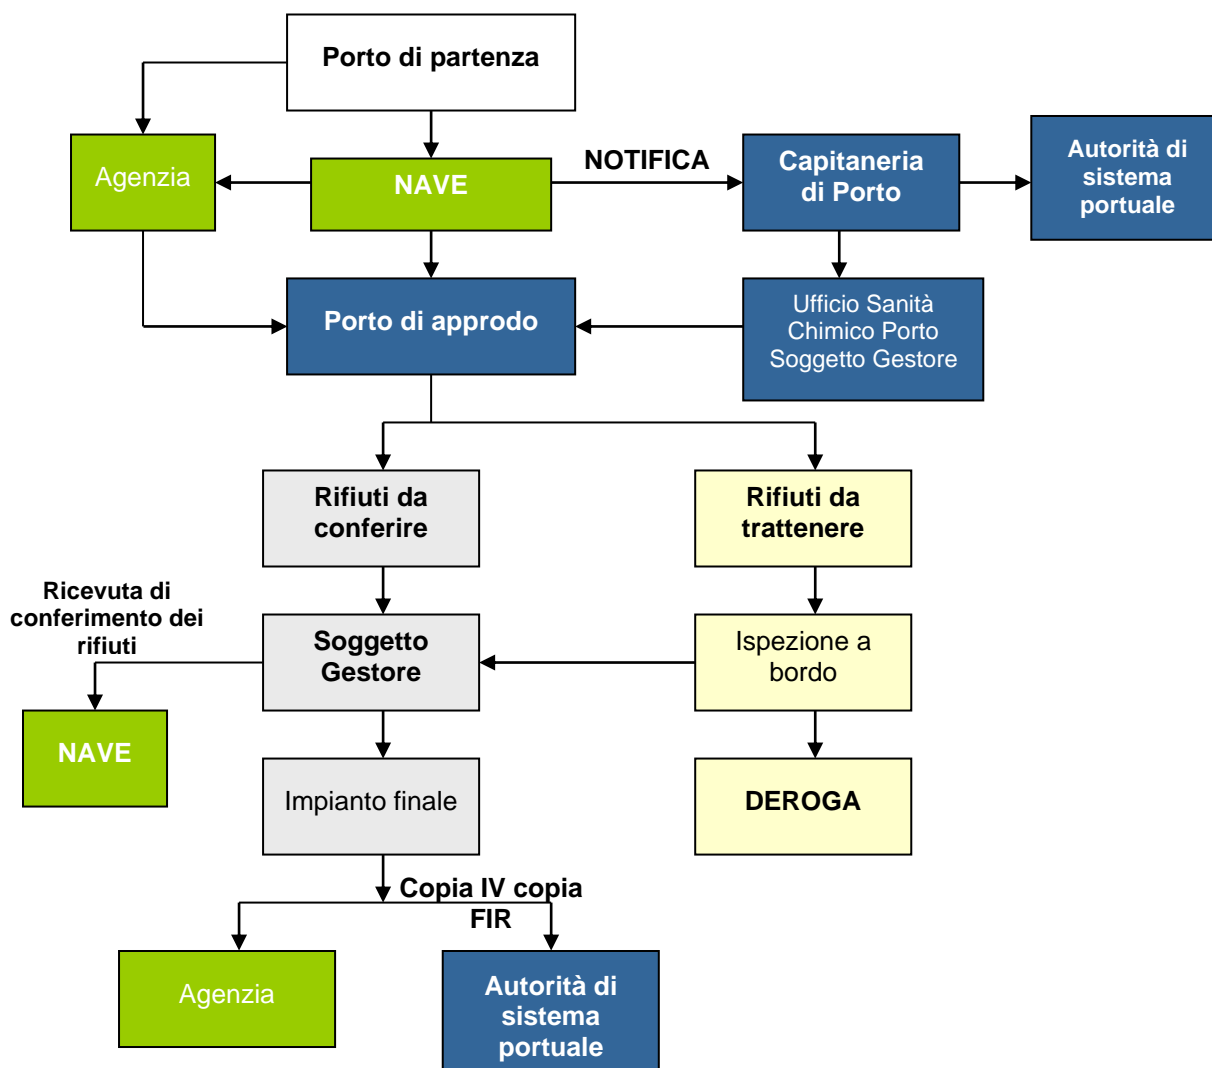 Porto di partenza
Agenzia
NAVE
NOTIFICA
Capitaneria
di Porto
Autorità di
sistema
portuale
Porto di approdo
Ufficio Sanità
Chimico Porto
Soggetto Gestore
Rifiuti da
conferire
Rifiuti da
trattenere
Ricevuta di
conferimento dei
rifiuti
Soggetto
Gestore
Ispezione a
bordo
NAVE
Impianto finale
DEROGA
Copia IV copia
FIR
Agenzia
Autorità di
sistema
portuale